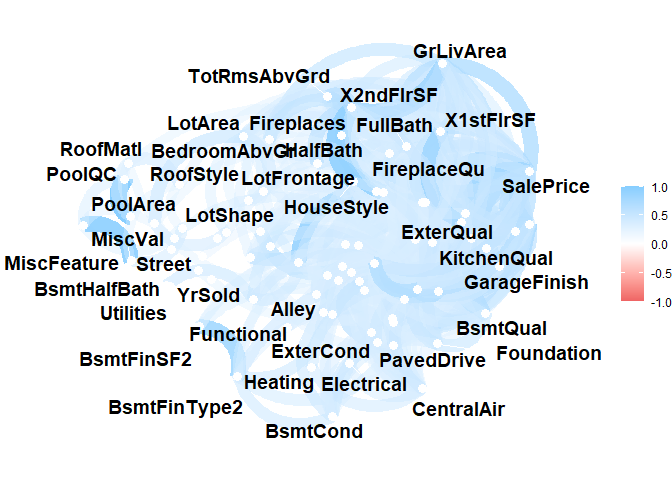 GrLivArea
TotRmsAbvGrd
X2ndFlrSF
LotArea
Fireplaces
FullBath
X1stFlrSF
RoofMatl
BedroomAbvGr
HalfBath
PoolQC
RoofStyle
LotFrontage
FireplaceQu
SalePrice
PoolArea
LotShape
HouseStyle
MiscVal
ExterQual
MiscFeature
Street
KitchenQual
BsmtHalfBath
YrSold
GarageFinish
Utilities
Alley
Functional
BsmtQual
BsmtFinSF2
ExterCond
PavedDrive
Foundation
Heating
Electrical
BsmtFinType2
CentralAir
BsmtCond
1.0
0.5
0.0
-0.5
-1.0